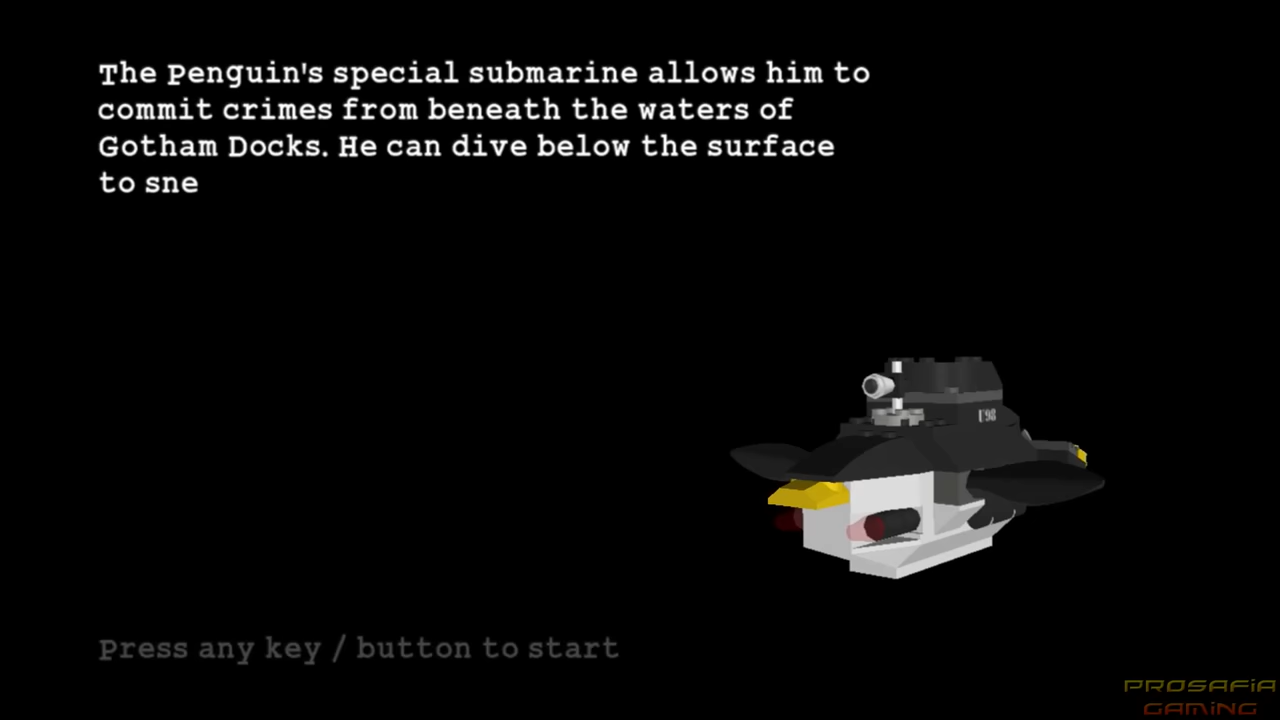 The Penguin's special submarine allows him to
commit crimes from beneath the waters of
Gotham Docks. He can dive below the surface
to sne
U98
Press any key / button to start
PROSAFiA
GAMiNG